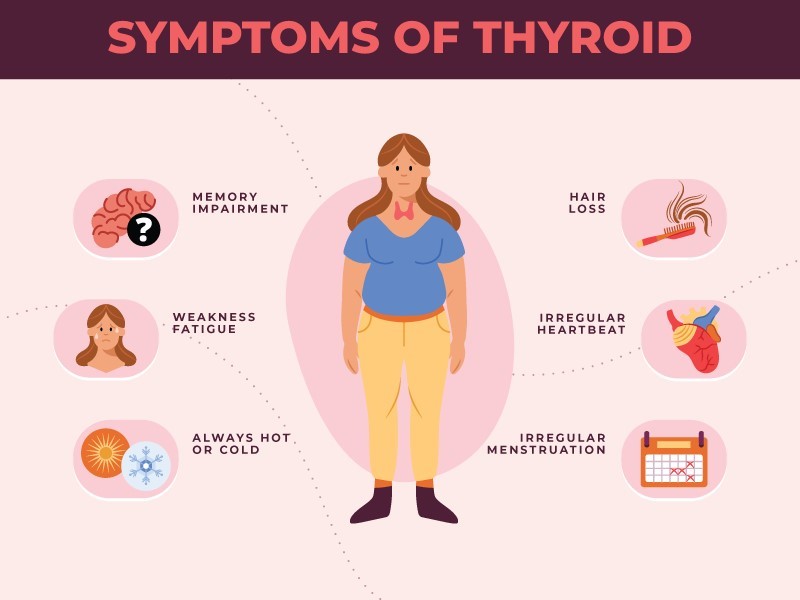 SYMPTOMS OF THYROID
MEMORY
IMPAIRMENT
?
WEAKNESS
FATIGUE
ALWAYS HOT
OR COLD
HAIR
LOSS
IRREGULAR
HEARTBEAT
IRREGULAR
MENSTRUATION